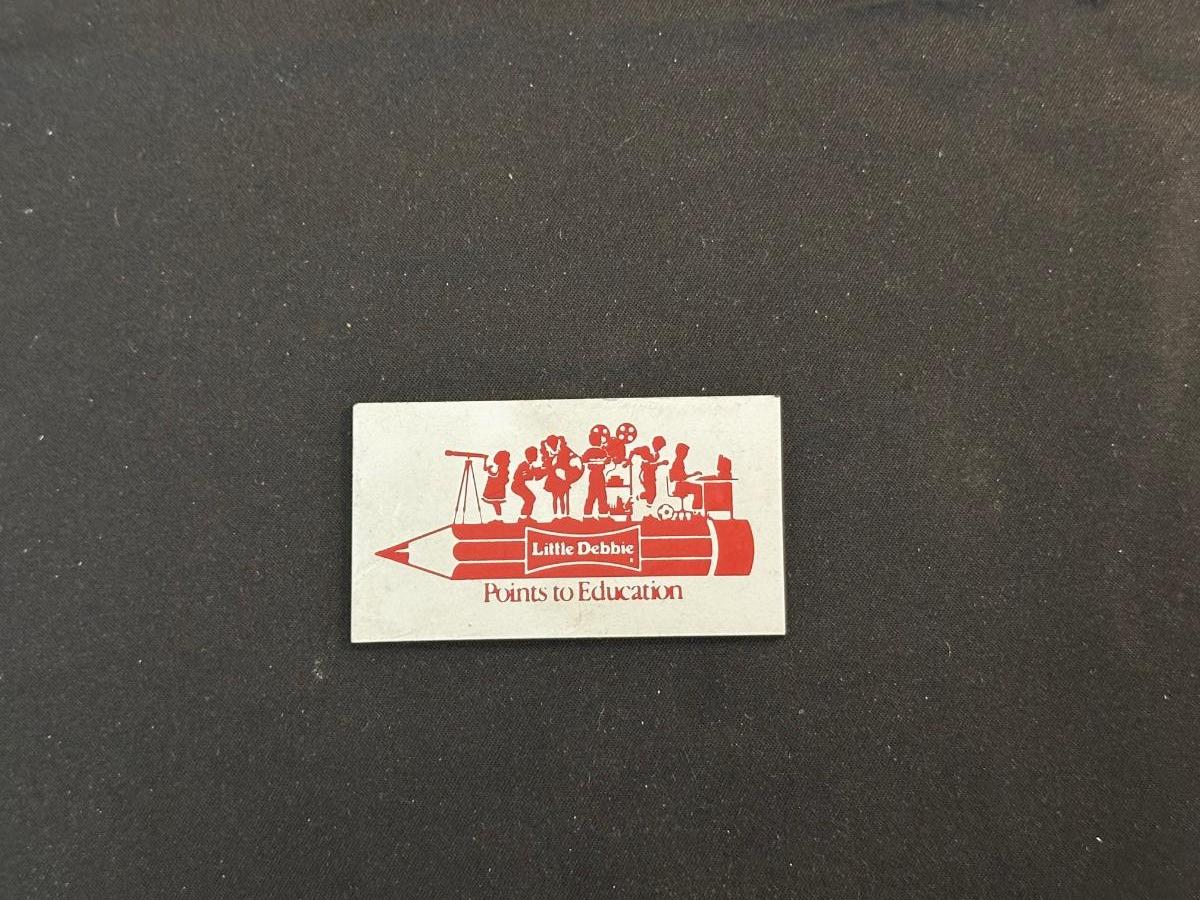 Little Debbie
Points to Education